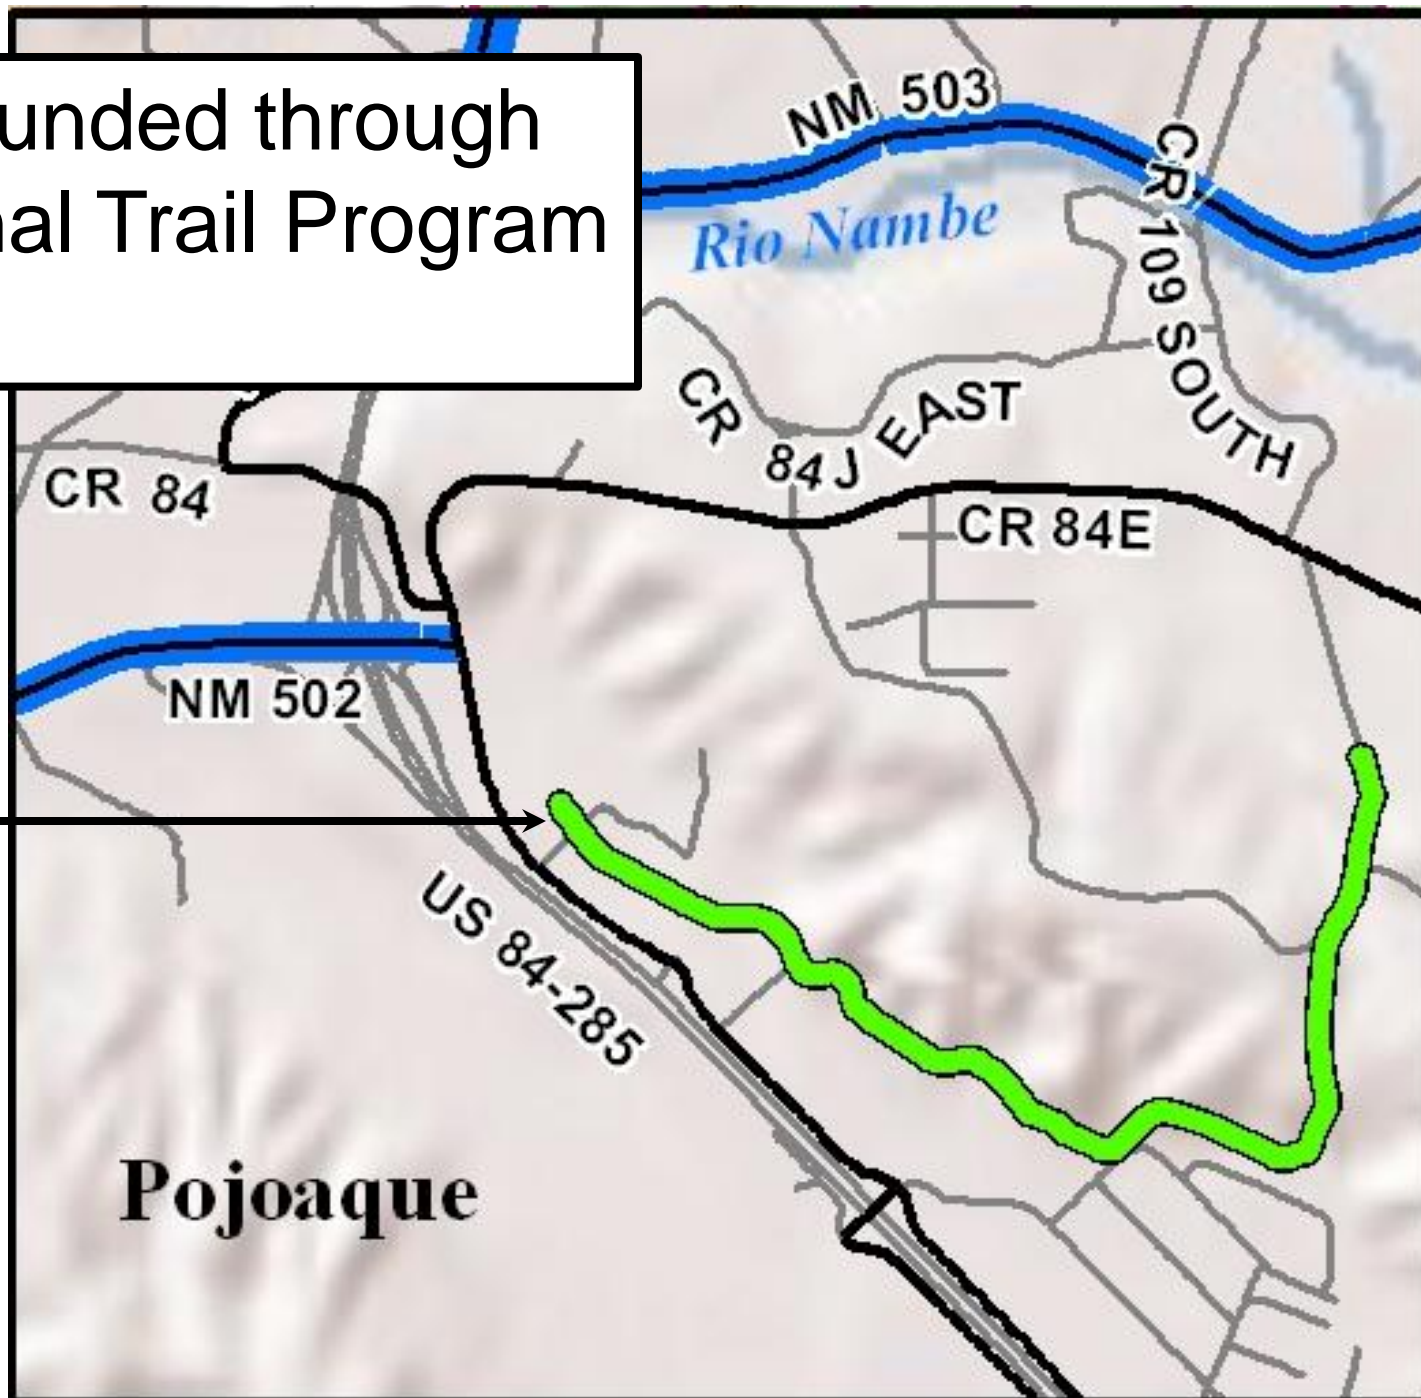 unded through
nal Trail Program
NM 503
Rio Nambe
CR 109 SOUTH
CR 84J EAST
CR 84
CR 84E
NM 502
US 84-285
Pojoaque